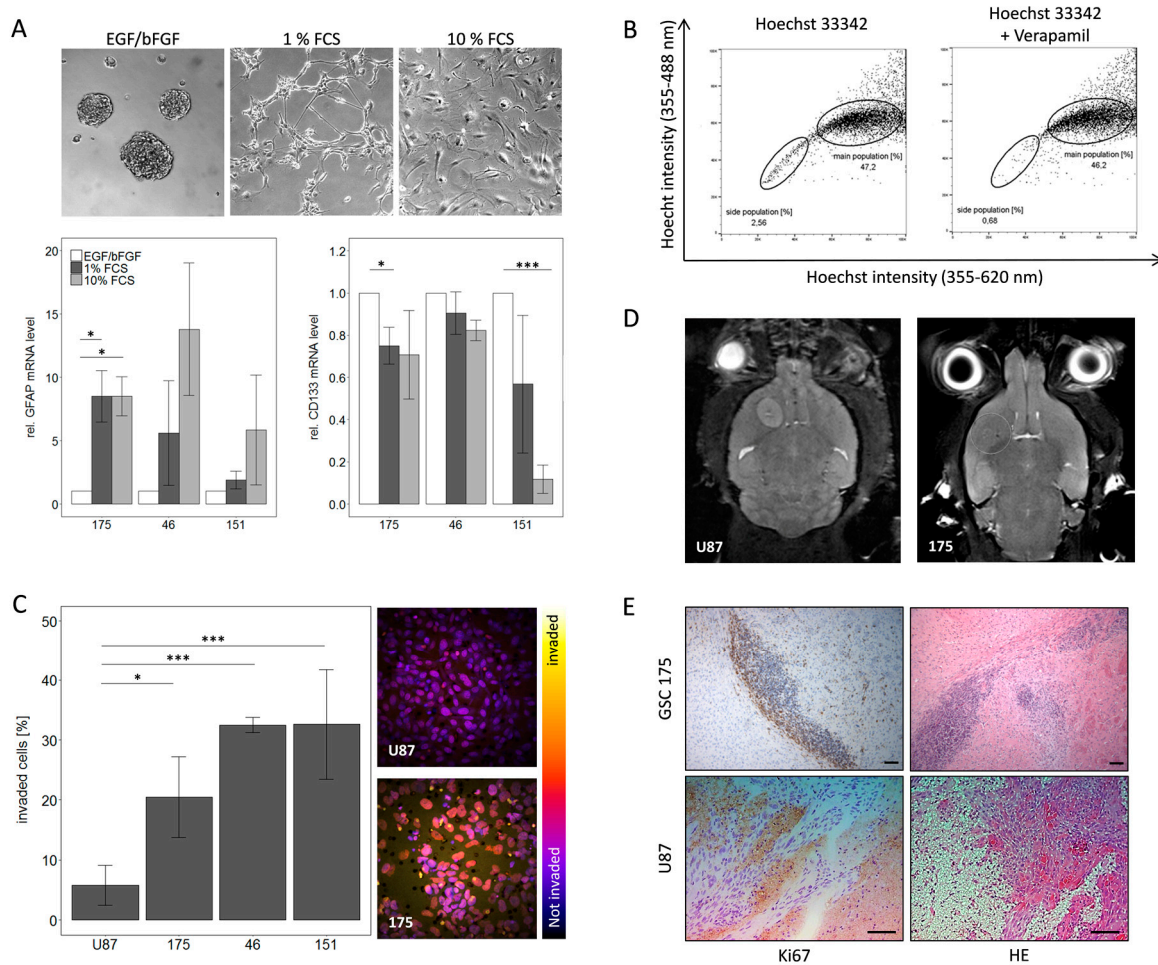 A
EGF/bFGF
1 % FCS
10 % FCS
rel. GFAP mRNA level
20
15
10
5
0
EGF/bFGF
1% FCS
10% FCS
*
*
175
46
151
rel. CD133 mRNA level
1.2
1.0
0.8
0.6
0.4
0.2
0.0
*
***
175
46
151
B
Hoechst 33342
Hoechst 33342
+ Verapamil
Hoecht intensity (355-488 nm)
main population [%]
47,2
side population [%]
2,56
main population [%]
46,2
side population [%]
0,68
Hoechst intensity (355-620 nm)
C
invaded cells [%]
50
40
30
20
10
0
***
***
*
U87
175
46
151
U87
175
invaded
Not invaded
D
U87
175
E
GSC 175
U87
Ki67
HE